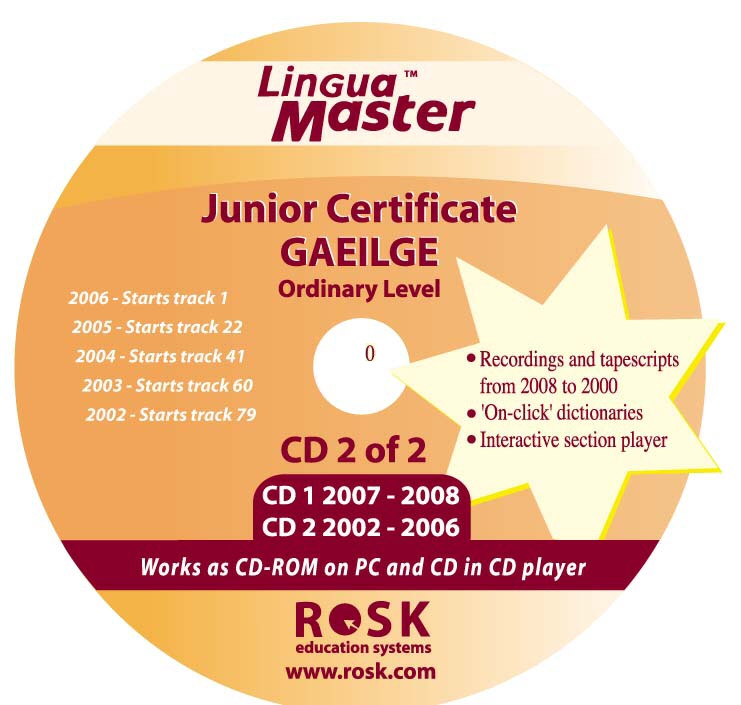 Lingua™
Master
Junior Certificate
GAEILGE
Ordinary Level
2006 - Starts track 1
2005 - Starts track 22
2004 - Starts track 41
2003 - Starts track 60
2002 - Starts track 79
0
• Recordings and tapescripts
from 2008 to 2000
• 'On-click' dictionaries
• Interactive section player
CD 2 of 2
CD 1 2007 - 2008
CD 2 2002 - 2006
Works as CD-ROM on PC and CD in CD player
ROSK
education systems
www.rosk.com